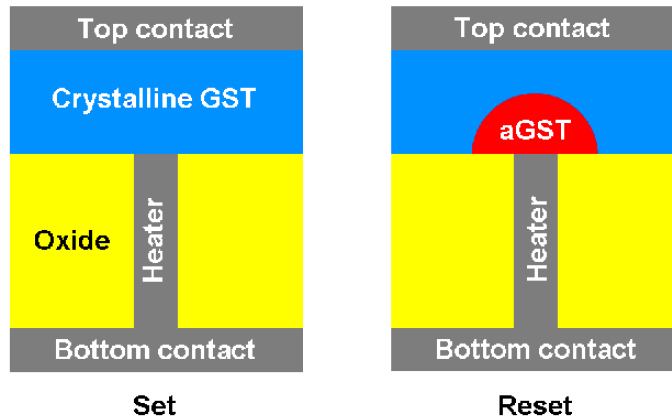 Top contact
Crystalline GST
Oxide
Heater
Bottom contact
Set
Top contact
aGST
Heater
Bottom contact
Reset